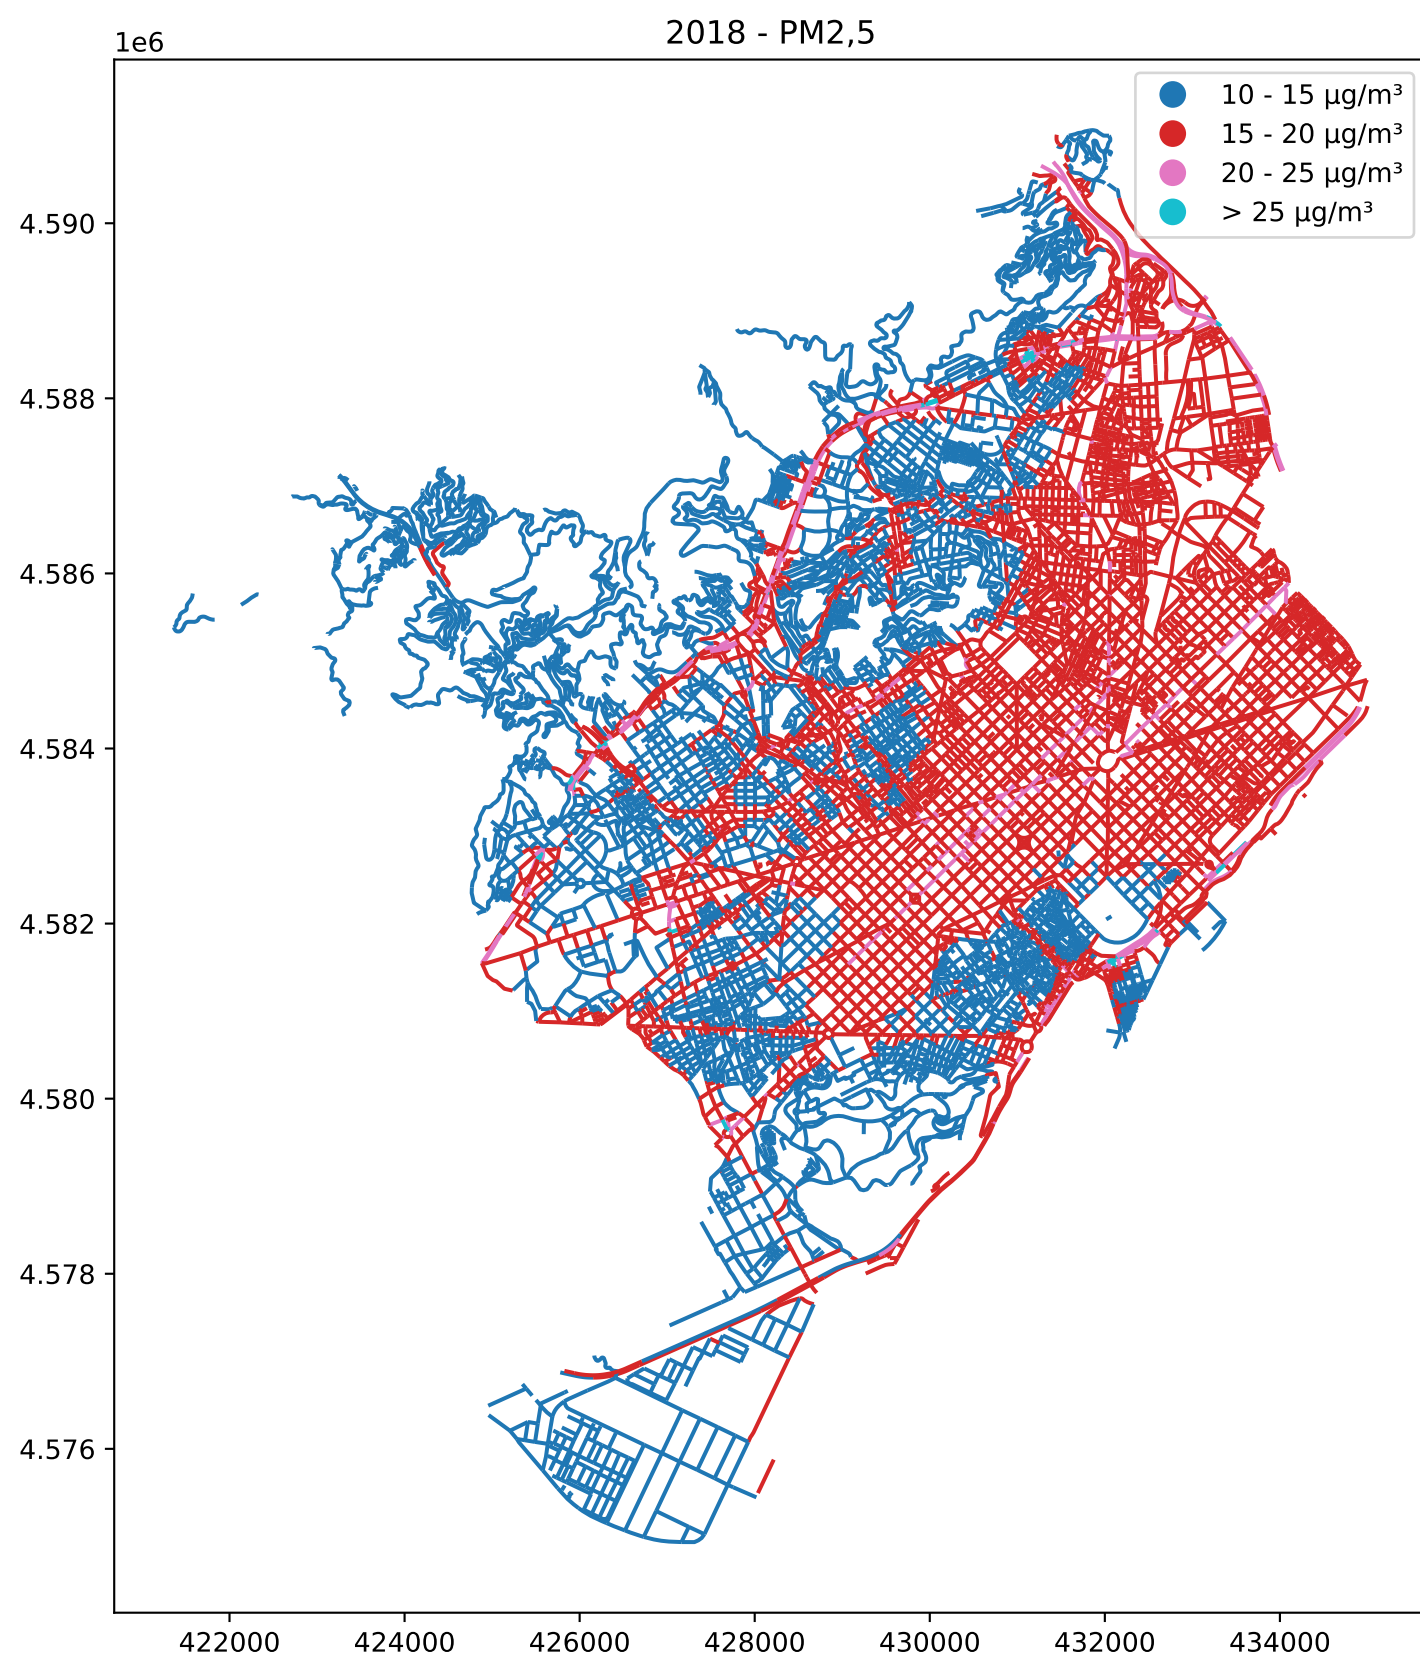 2018 - PM2,5
1e6
10 - 15 µg/m³
15 - 20 µg/m³
20 - 25 µg/m³
> 25 µg/m³
4.590
4.588
4.586
4.584
4.582
4.580
4.578
4.576
422000 424000 426000 428000 430000 432000 434000